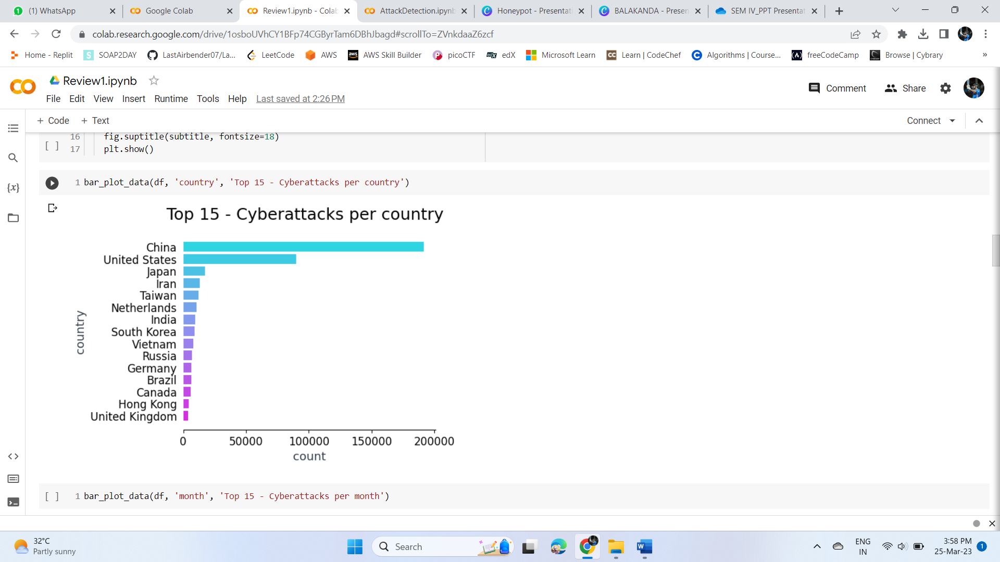 (1) WhatsApp
Google Colab
Review1.ipynb - Colab
AttackDetection.ipynb
Honeypot - Presentati
BALAKANDA - Presen
SEM IV_PPT Presentat
colab.research.google.com/drive/1osboUVhCY1BFp74CGByrTam6DBhJbagd#scrollTo=ZVnkdaaZ6zcf
Home - Replit
SOAP2DAY
LastAirbender07/La...
LeetCode
AWS
AWS Skill Builder
picoCTF
edX
Microsoft Learn
Learn | CodeChef
Algorithms | Course...
freeCodeCamp
Browse | Cybrary
»
Review1.ipynb
Comment
Share
File Edit View Insert Runtime Tools Help Last saved at 2:26 PM
+ Code + Text
Connect
16 fig.suptitle(subtitle, fontsize=18)
[ ]
17 plt.show()
{x}
1 bar_plot_data(df, 'country', 'Top 15 - Cyberattacks per country')
Top 15 - Cyberattacks per country
China
United States
Japan
Iran
Taiwan
Netherlands
India
South Korea
Vietnam
Russia
Germany
Brazil
Canada
Hong Kong
United Kingdom
country
0 50000 100000 150000 200000
count
[ ] 1 bar_plot_data(df, 'month', 'Top 15 - Cyberattacks per month')
32°C
Partly sunny
Search
ENG
IN
3:58 PM
25-Mar-23
1